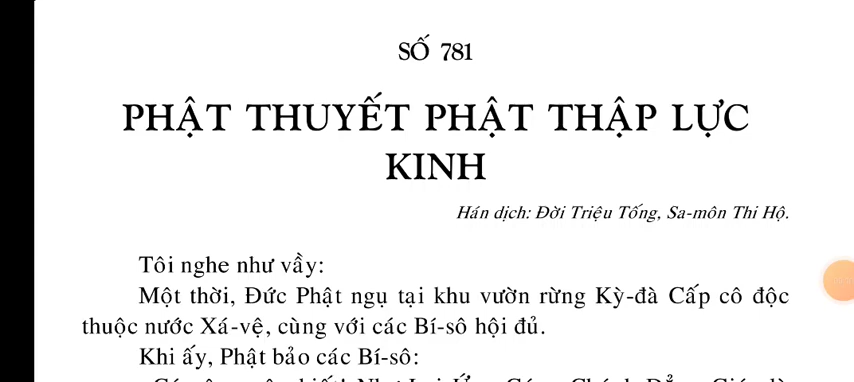 SỐ 781
PHẬT THUYẾT PHẬT THẬP LỰC
KINH
Hán dịch: Đời Triệu Tống, Sa-môn Thi Hộ.
Tôi nghe như vầy:
Một thời, Đức Phật ngụ tại khu vườn rừng Kỳ-đà Cấp cô độc
thuộc nước Xá-vệ, cùng với các Bí-sô hội đủ.
Khi ấy, Phật bảo các Bí-sô: